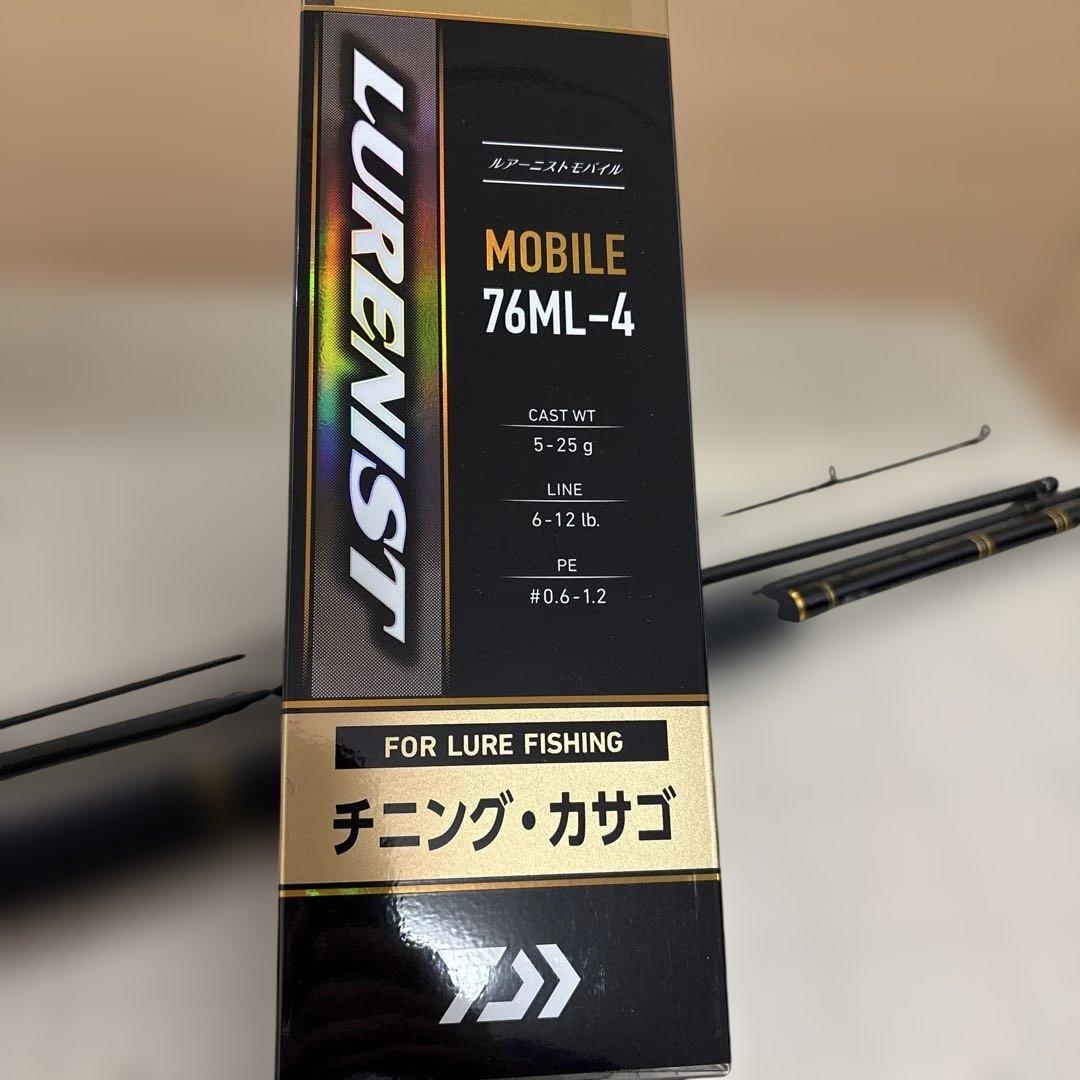 LURENIST
ルアーニストモバイル
MOBILE
76ML-4
CAST WT
5-25 g
LINE
6-12 lb.
PE
#0.6-1.2
FOR LURE FISHING
チニング・カサゴ